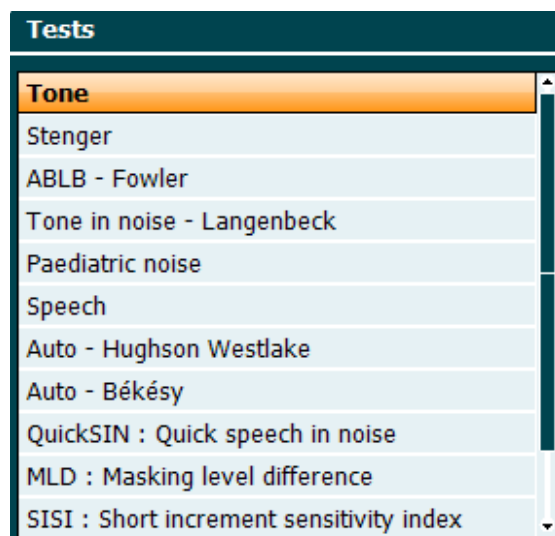 Tests
Tone
Stenger
ABLB - Fowler
Tone in noise - Langenbeck
Paediatric noise
Speech
Auto - Hughson Westlake
Auto - Békésy
QuickSIN : Quick speech in noise
MLD : Masking level difference
SISI : Short increment sensitivity index